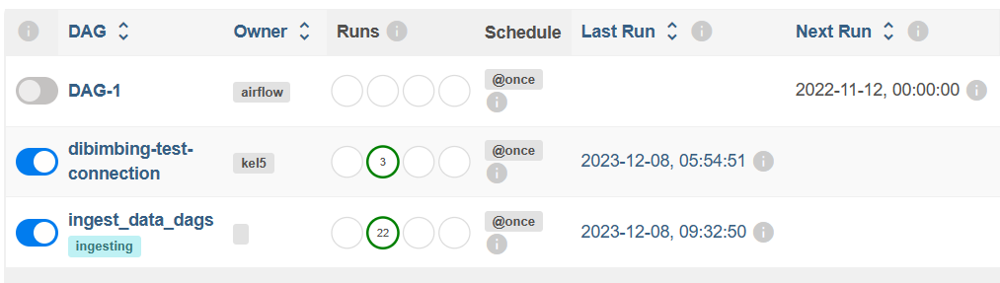 DAG Owner Runs Schedule Last Run Next Run
DAG-1 airflow @once 2022-11-12, 00:00:00
dibimbing-test-
connection kel5 3 @once 2023-12-08, 05:54:51
ingest_data_dags 22 @once 2023-12-08, 09:32:50
ingesting